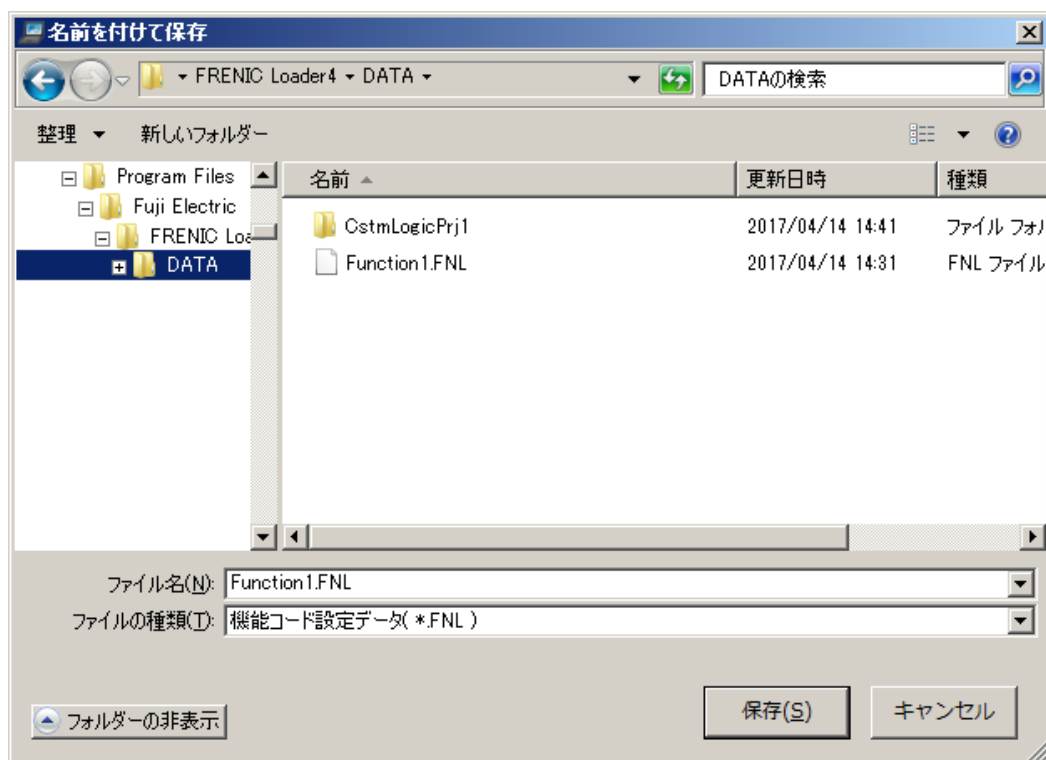 名前を付けて保存
FRENIC Loader4 DATA
DATAの検索
整理
新しいフォルダー
Program Files
Fuji Electric
FRENIC Loa
DATA
名前
更新日時
種類
CstmLogicPrj1
2017/04/14 14:41
ファイル フォ
Function1.FNL
2017/04/14 14:31
FNL ファイル
ファイル名(N): Function1.FNL
ファイルの種類(T): 機能コード設定データ( *.FNL )
フォルダーの非表示
保存(S)
キャンセル